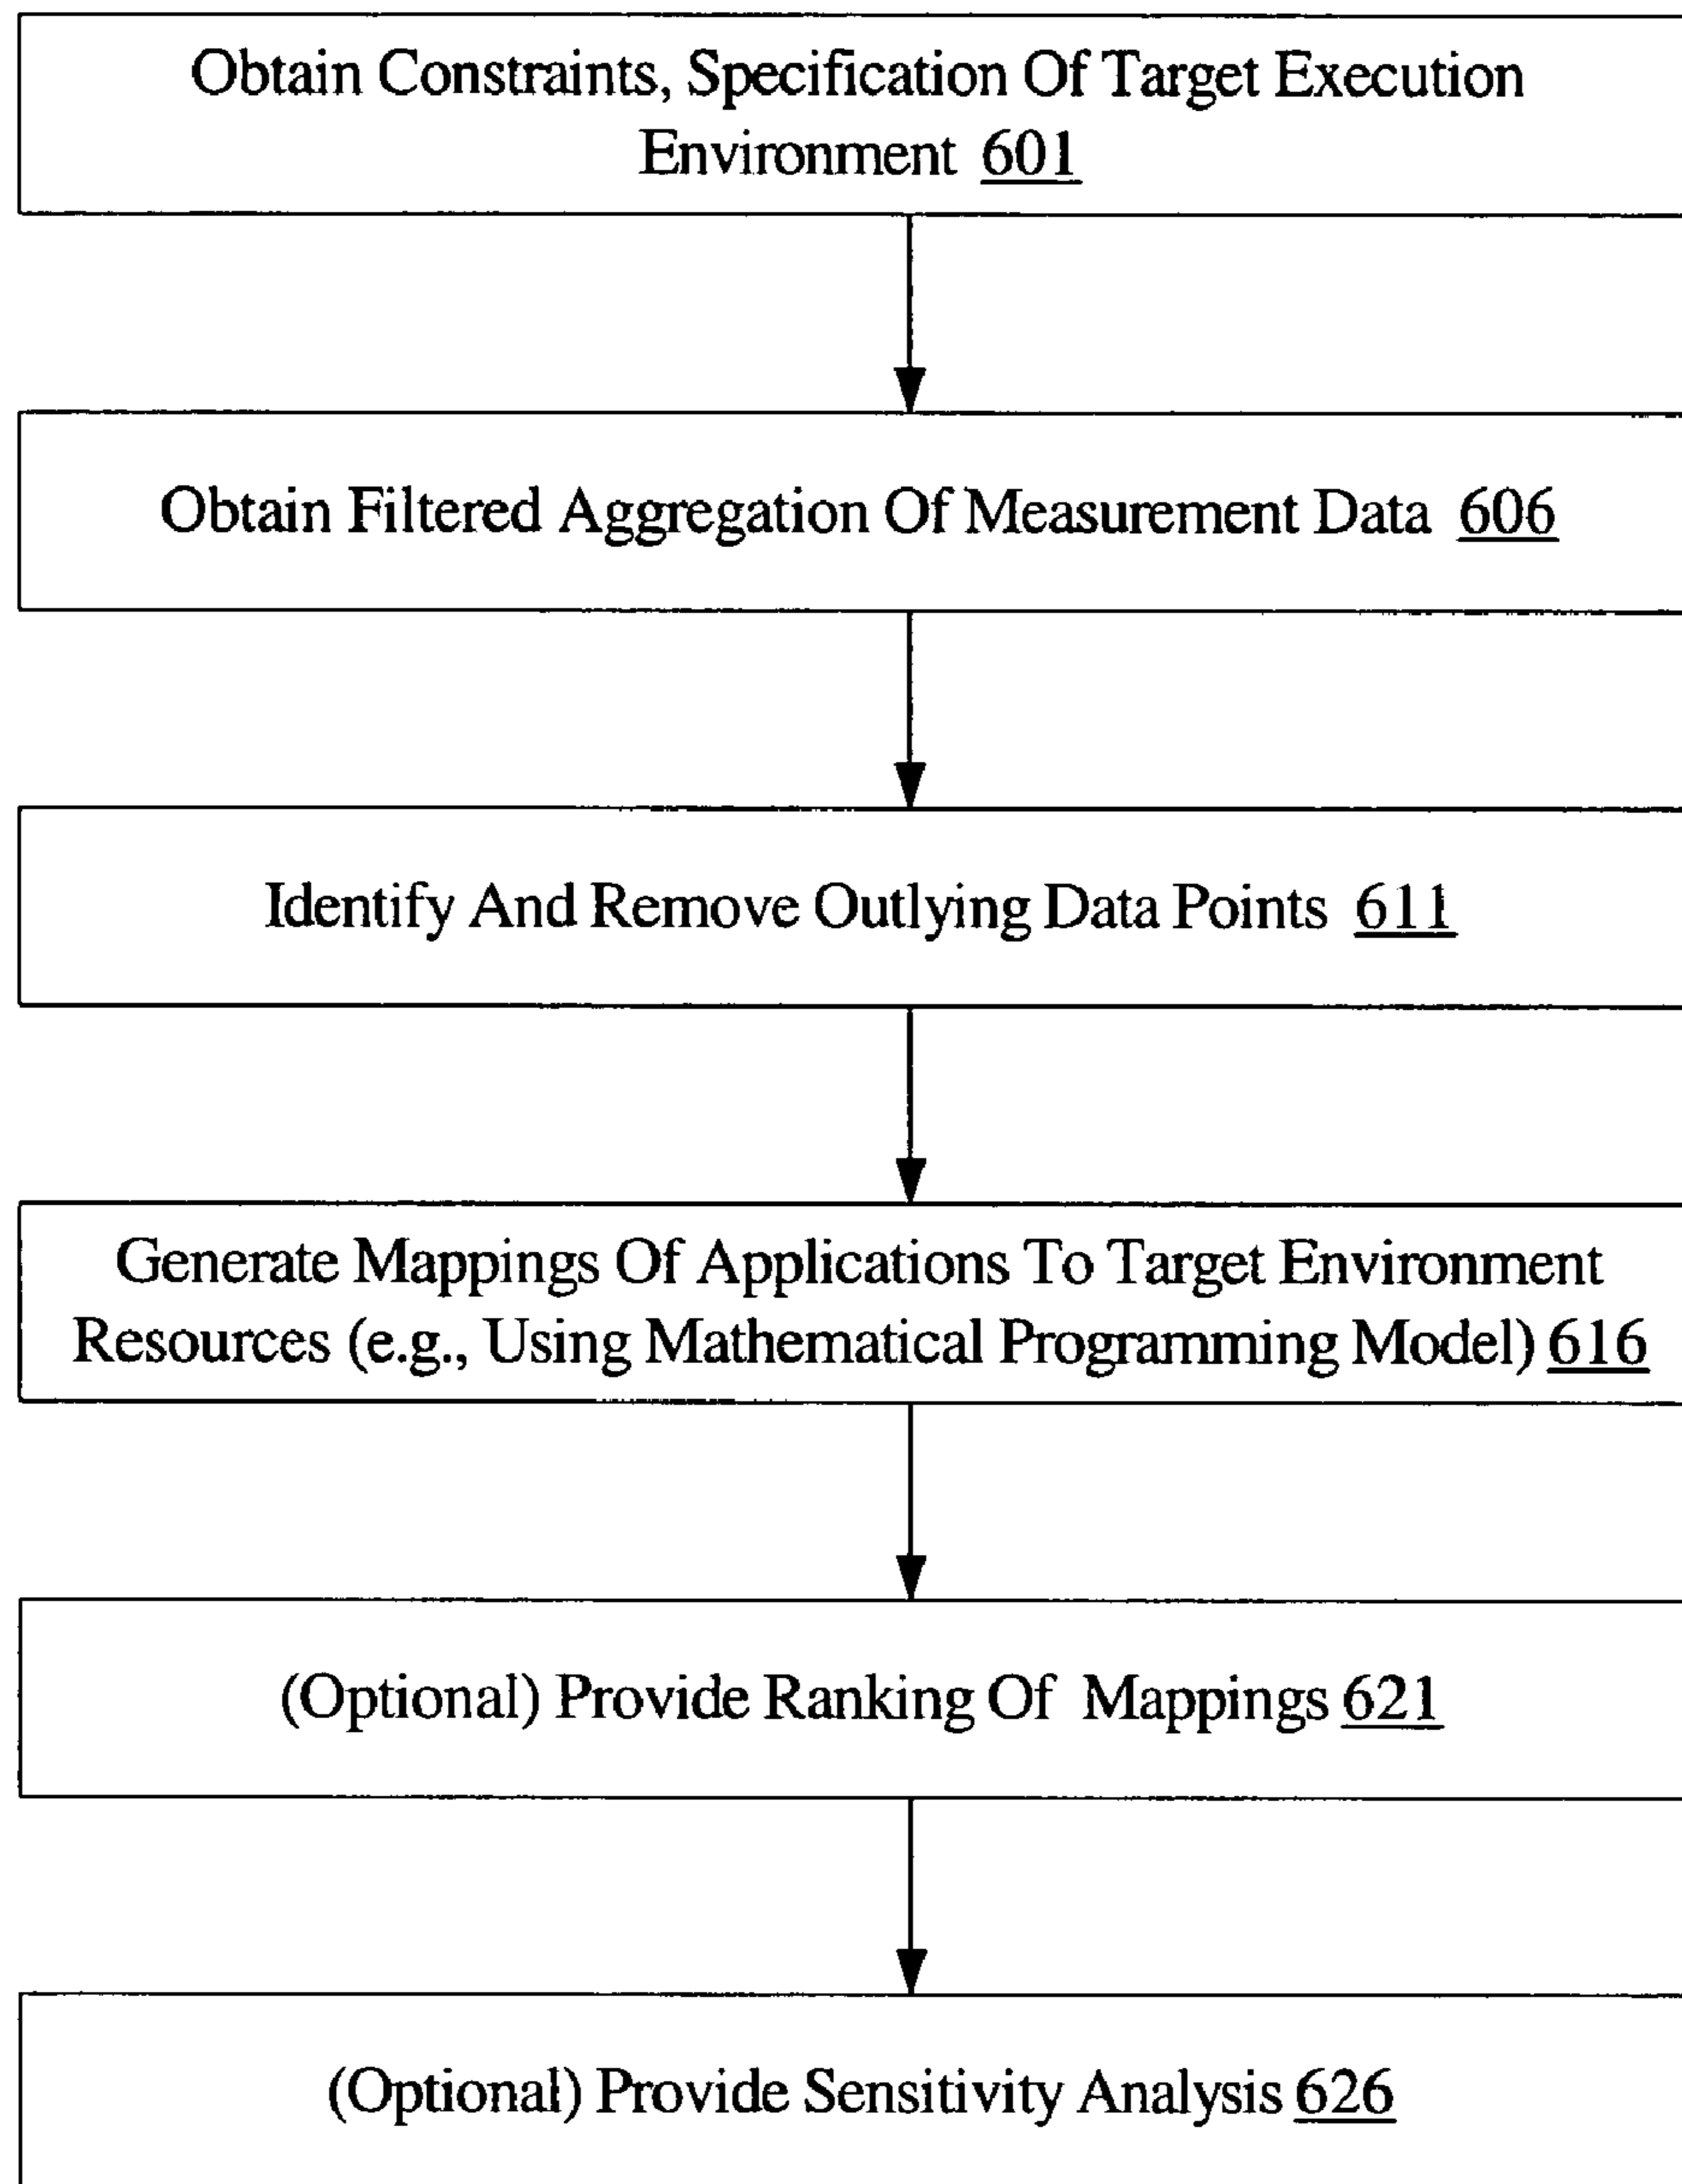 Obtain Constraints, Specification Of Target Execution
Environment 601
Obtain Filtered Aggregation Of Measurement Data 606
Identify And Remove Outlying Data Points 611
Generate Mappings Of Applications To Target Environment
Resources (e.g., Using Mathematical Programming Model) 616
(Optional) Provide Ranking Of Mappings 621
(Optional) Provide Sensitivity Analysis 626